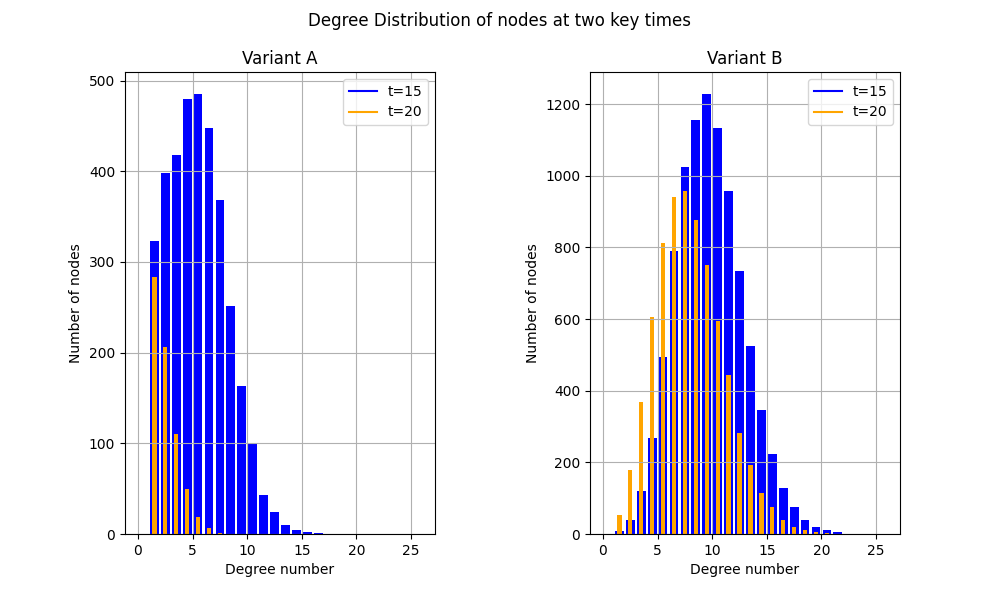 Degree Distribution of nodes at two key times
Variant A
Number of nodes
500
400
300
200
100
0
t=15
t=20
0 5 10 15 20 25
Degree number
Variant B
Number of nodes
1200
1000
800
600
400
200
0
t=15
t=20
0 5 10 15 20 25
Degree number